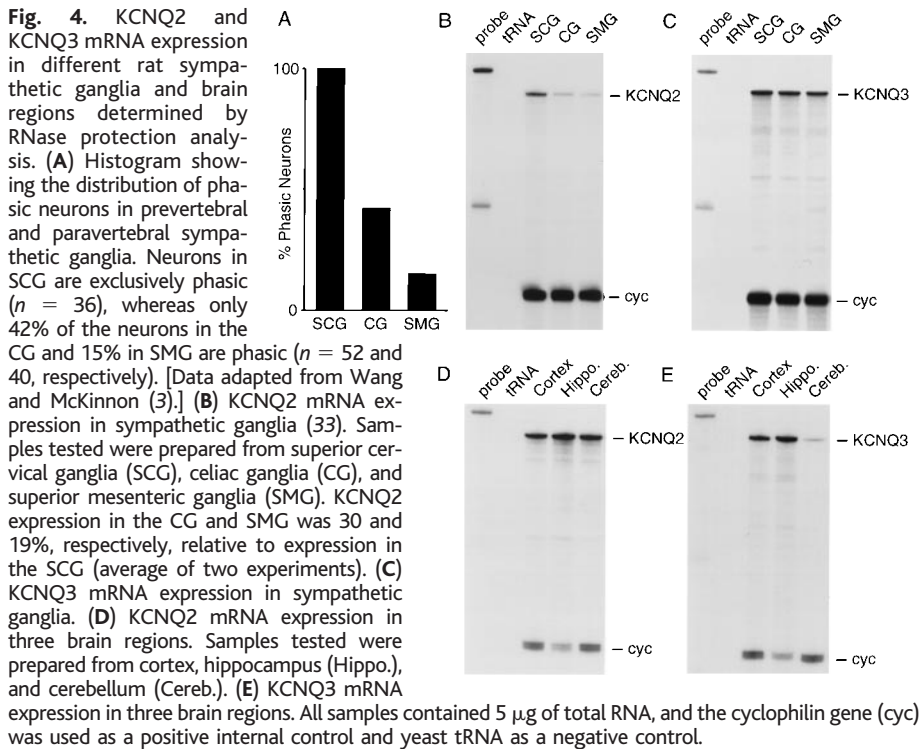 Fig. 4. KCNQ2 and
KCNQ3 mRNA expression
in different rat sympa-
thetic ganglia and brain
regions determined by
RNase protection analy-
sis. (A) Histogram show-
ing the distribution of pha-
sic neurons in prevertebral
and paravertebral sympa-
thetic ganglia. Neurons in
SCG are exclusively phasic
(n = 36), whereas only
42% of the neurons in the
CG and 15% in SMG are phasic (n = 52 and
40, respectively). [Data adapted from Wang
and McKinnon (3).] (B) KCNQ2 mRNA ex-
pression in sympathetic ganglia (33). Sam-
ples tested were prepared from superior cer-
vical ganglia (SCG), celiac ganglia (CG), and
superior mesenteric ganglia (SMG). KCNQ2
expression in the CG and SMG was 30 and
19%, respectively, relative to expression in
the SCG (average of two experiments). (C)
KCNQ3 mRNA expression in sympathetic
ganglia. (D) KCNQ2 mRNA expression in
three brain regions. Samples tested were
prepared from cortex, hippocampus (Hippo.),
and cerebellum (Cereb.). (E) KCNQ3 mRNA
expression in three brain regions. All samples contained 5 μg of total RNA, and the cyclophilin gene (cyc)
was used as a positive internal control and yeast tRNA as a negative control.
A
100
% Phasic Neurons
0
SCG CG SMG
B
probe tRNA SCG CG SMG
– KCNQ2
– cyc
C
probe tRNA SCG CG SMG
– KCNQ3
– cyc
D
probe tRNA Cortex Hippo. Cereb.
– KCNQ2
– cyc
E
probe tRNA Cortex Hippo. Cereb.
– KCNQ3
– cyc